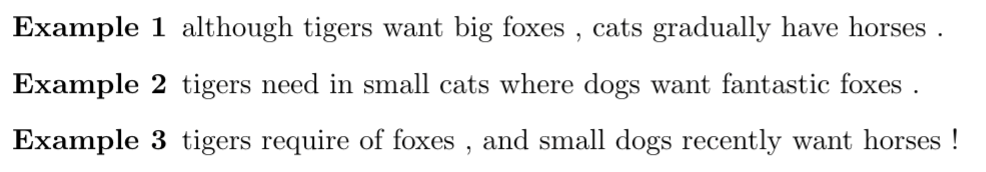 Example 1 although tigers want big foxes , cats gradually have horses .
Example 2 tigers need in small cats where dogs want fantastic foxes .
Example 3 tigers require of foxes , and small dogs recently want horses !